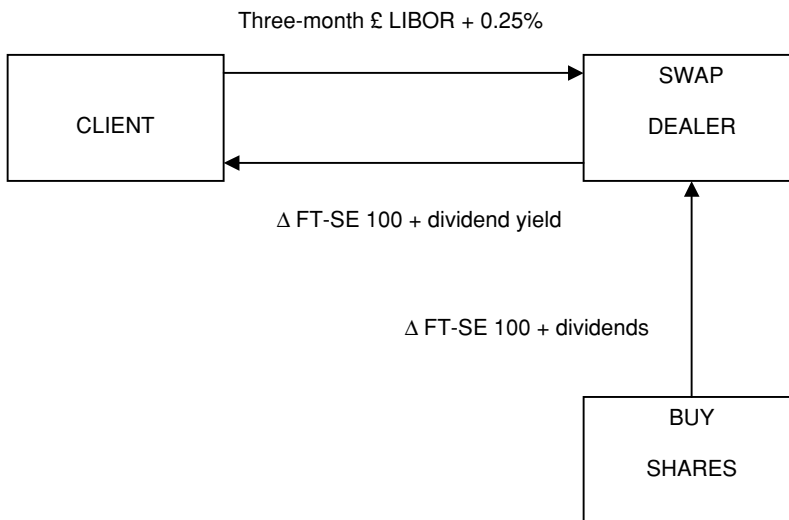 Three-month £ LIBOR + 0.25%
CLIENT
SWAP
DEALER
Δ FT-SE 100 + dividend yield
Δ FT-SE 100 + dividends
BUY
SHARES